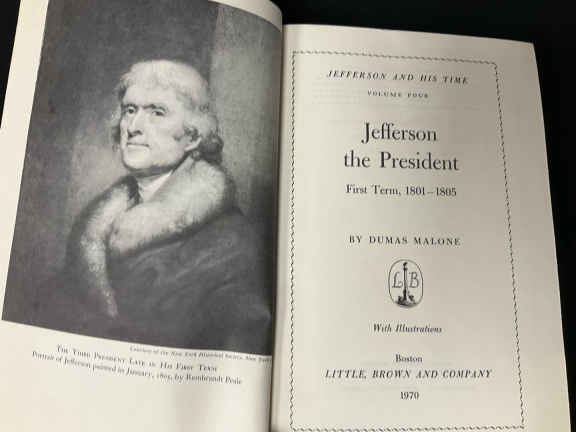 Courtesy of the New York Historical Society, New York
THE THIRD PRESIDENT LATE IN HIS FIRST TERM
Portrait of Jefferson painted in January, 1805, by Rembrandt Peale
JEFFERSON AND HIS TIME
VOLUME FOUR
Jefferson
the President
First Term, 1801–1805
BY DUMAS MALONE
L B
With Illustrations
Boston
LITTLE, BROWN AND COMPANY
1970